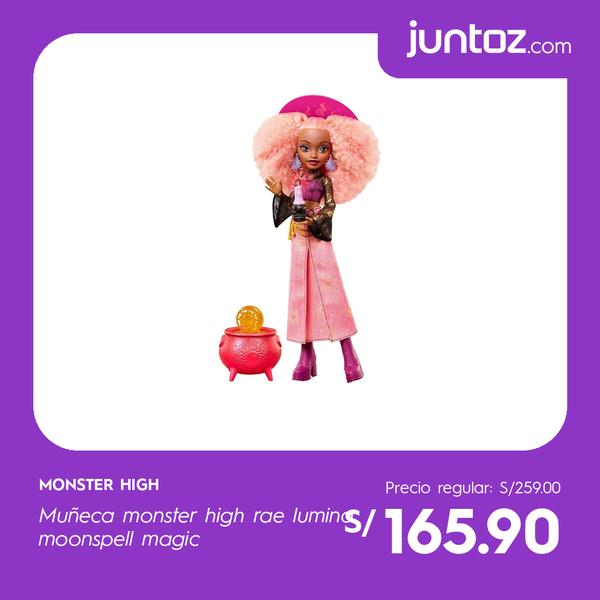 juntoz.com
MONSTER HIGH
Muñeca monster high rae lumina
moonspell magic
Precio regular: S/259.00
S/ 165.90